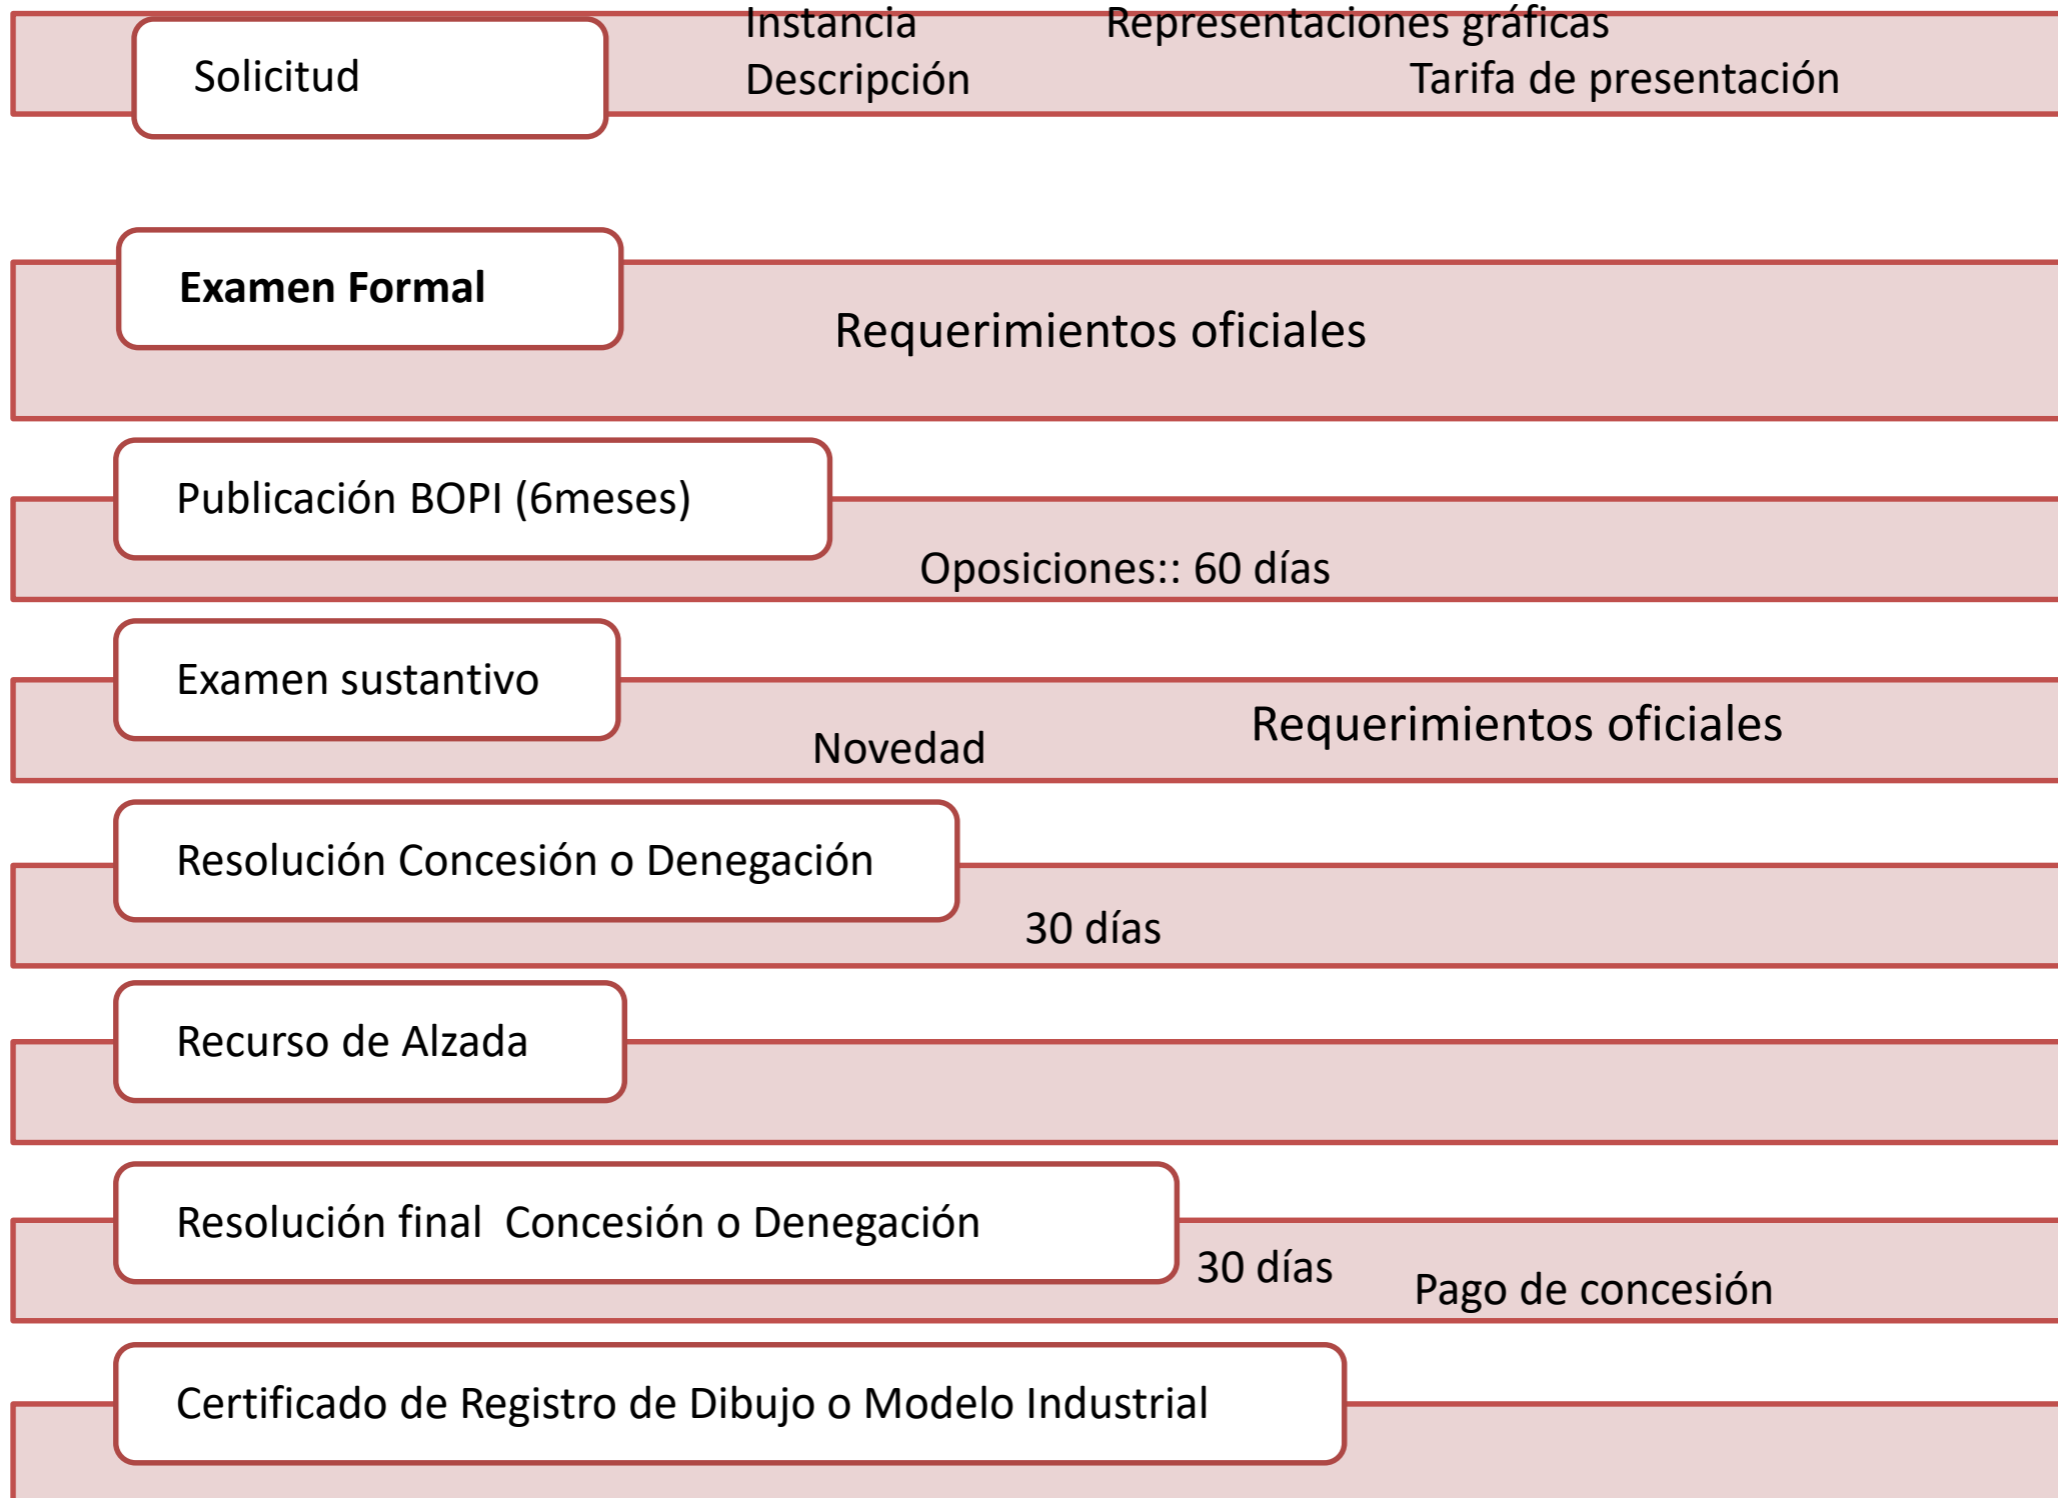 Instancia Representaciones gráficas
Solicitud
Descripción Tarifa de presentación
Examen Formal
Requerimientos oficiales
Publicación BOPI (6meses)
Oposiciones:: 60 días
Examen sustantivo
Requerimientos oficiales
Novedad
Resolución Concesión o Denegación
30 días
Recurso de Alzada
Resolución final  Concesión o Denegación
30 días
Pago de concesión
Certificado de Registro de Dibujo o Modelo Industrial